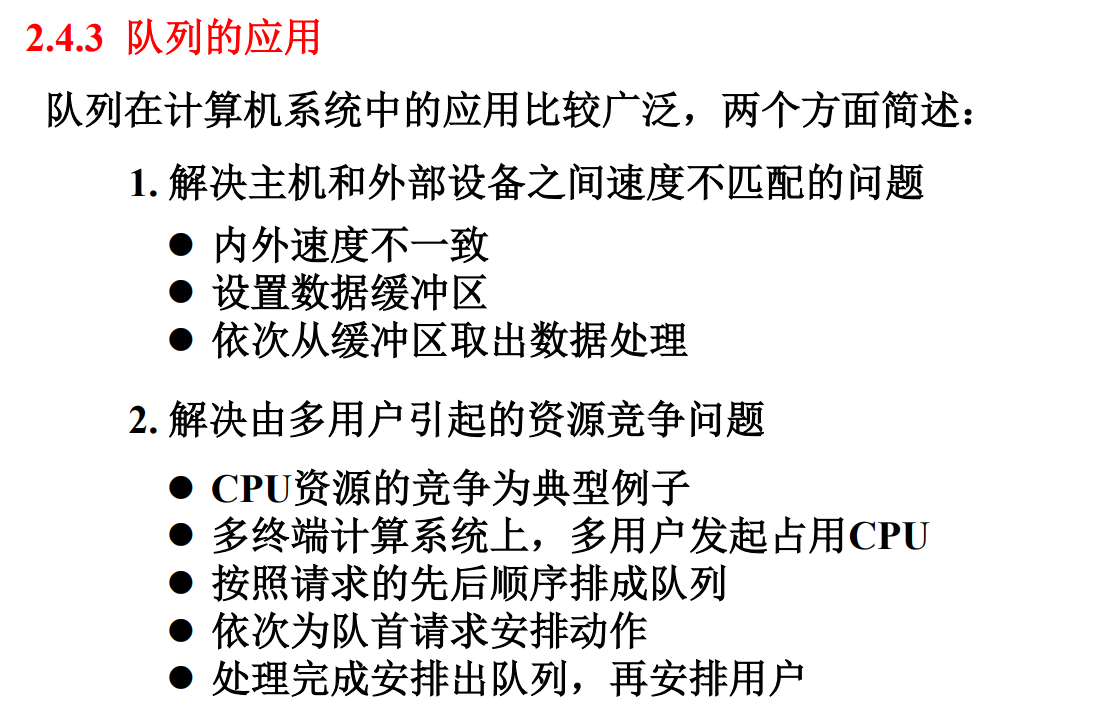 2.4.3 队列的应用
队列在计算机系统中的应用比较广泛，两个方面简述：
1. 解决主机和外部设备之间速度不匹配的问题
● 内外速度不一致
● 设置数据缓冲区
● 依次从缓冲区取出数据处理
2. 解决由多用户引起的资源竞争问题
● CPU资源的竞争为典型例子
● 多终端计算系统上，多用户发起占用CPU
● 按照请求的先后顺序排成队列
● 依次为队首请求安排动作
● 处理完成安排出队列，再安排用户